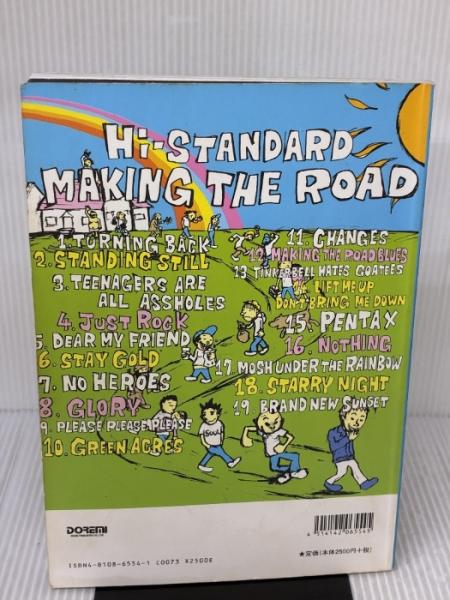 Hi-STANDARD
MAKING THE ROAD
1. TURNING BACK
2. STANDING STILL
3. TEENAGERS ARE
ALL ASSHOLES
4. JUST ROCK
5. DEAR MY FRIEND
6. STAY GOLD
7. NO HEROES
8. GLORY
9. PLEASE PLEASE PLEASE
10. GREEN ACRES
11. CHANGES
12. MAKING THE ROAD BLUES
13 TINKERBELL HATES GOATEES
14. LIFT ME UP
DON'T BRING ME DOWN
15. PENTAX
16. NOTHING
17. MOSH UNDER THE RAINBOW
18. STARRY NIGHT
19. BRAND NEW SUNSET
DOREMI
ISBN4-8108-6554-1 C0073 ¥2500E
4 514142 065545
★定価(本体2500円+税)